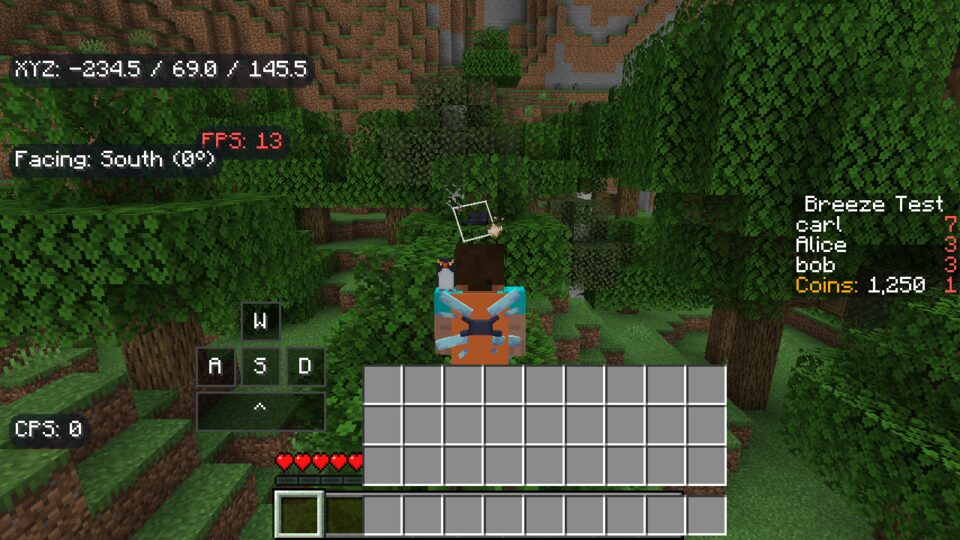 XYZ: -234.5 / 69.0 / 145.5
FPS: 13
Facing: South (0°)
Breeze Test
carl 7
Alice 3
bob 3
Coins: 1,250 1
W
A S D
^
CPS: 0